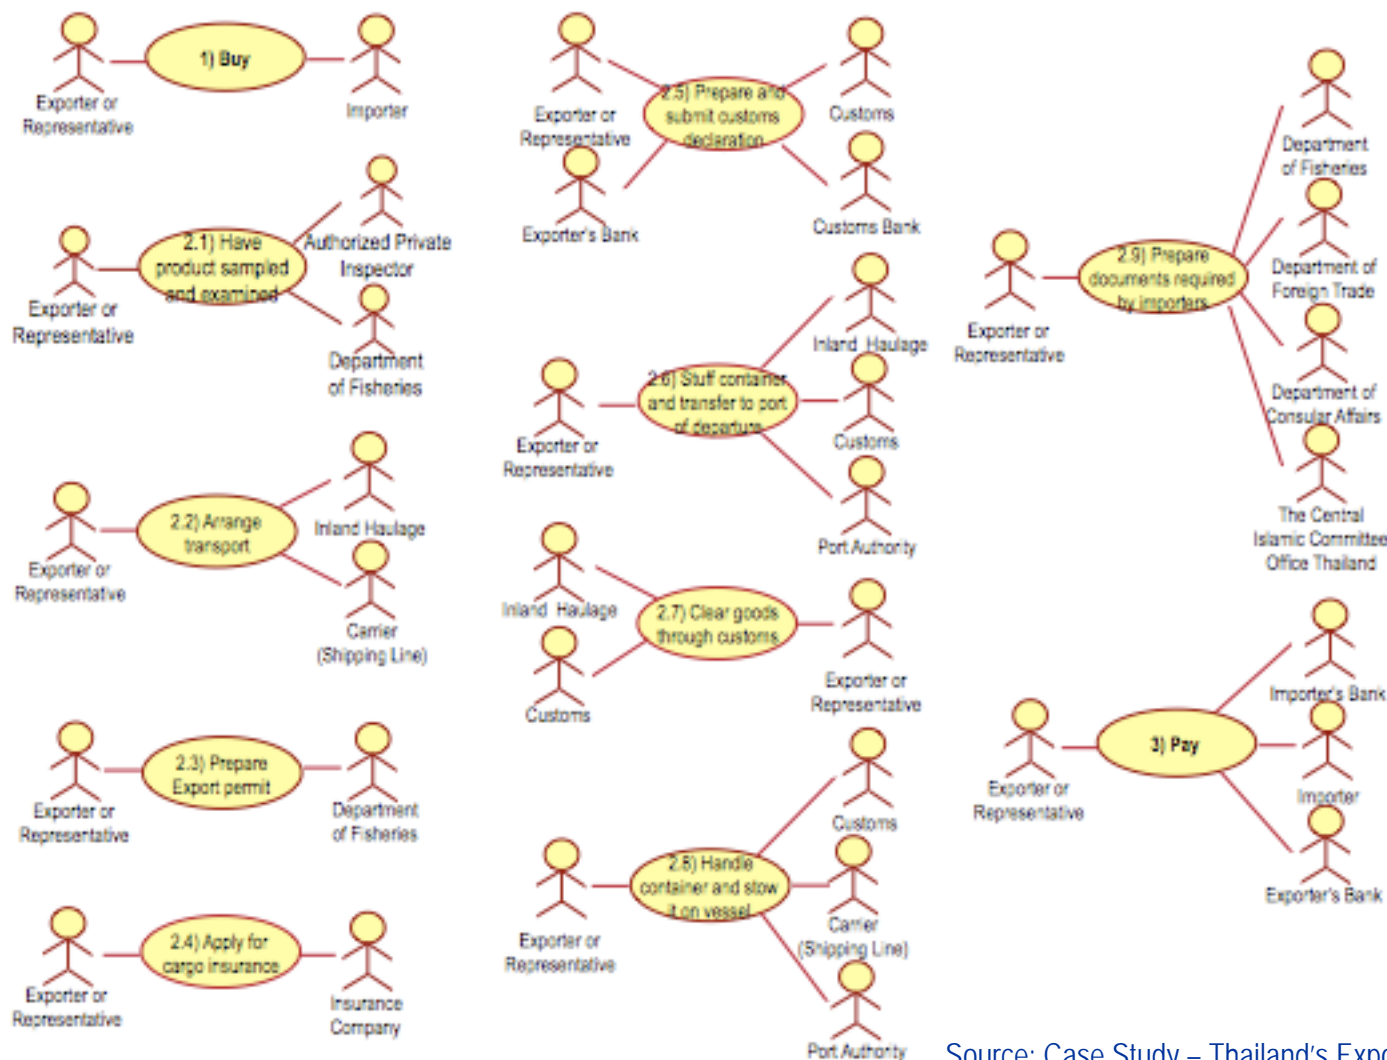 1) Buy
Exporter or
Representative
Importer
2.1) Have
product sampled
and examined
Exporter or
Representative
Authorized Private
Inspector
Department
of Fisheries
2.2) Arrange
transport
Exporter or
Representative
Inland Haulage
Carrier
(Shipping Line)
2.3) Prepare
Export permit
Exporter or
Representative
Department
of Fisheries
2.4) Apply for
cargo insurance
Exporter or
Representative
Insurance
Company
2.5) Prepare and
submit customs
declaration
Exporter or
Representative
Exporter's Bank
Customs
Customs Bank
2.6) Stuff container
and transfer to port
of departure
Exporter or
Representative
Inland Haulage
Customs
Port Authority
2.7) Clear goods
through customs
Inland Haulage
Customs
Exporter or
Representative
2.8) Handle
container and stow
it on vessel
Exporter or
Representative
Customs
Carrier
(Shipping Line)
Port Authority
2.9) Prepare
documents required
by importers
Exporter or
Representative
Department
of Fisheries
Department of
Foreign Trade
Department of
Consular Affairs
The Central
Islamic Committee
Office Thailand
3) Pay
Exporter or
Representative
Importer's Bank
Importer
Exporter's Bank
Source: Case Study – Thailand's Expo